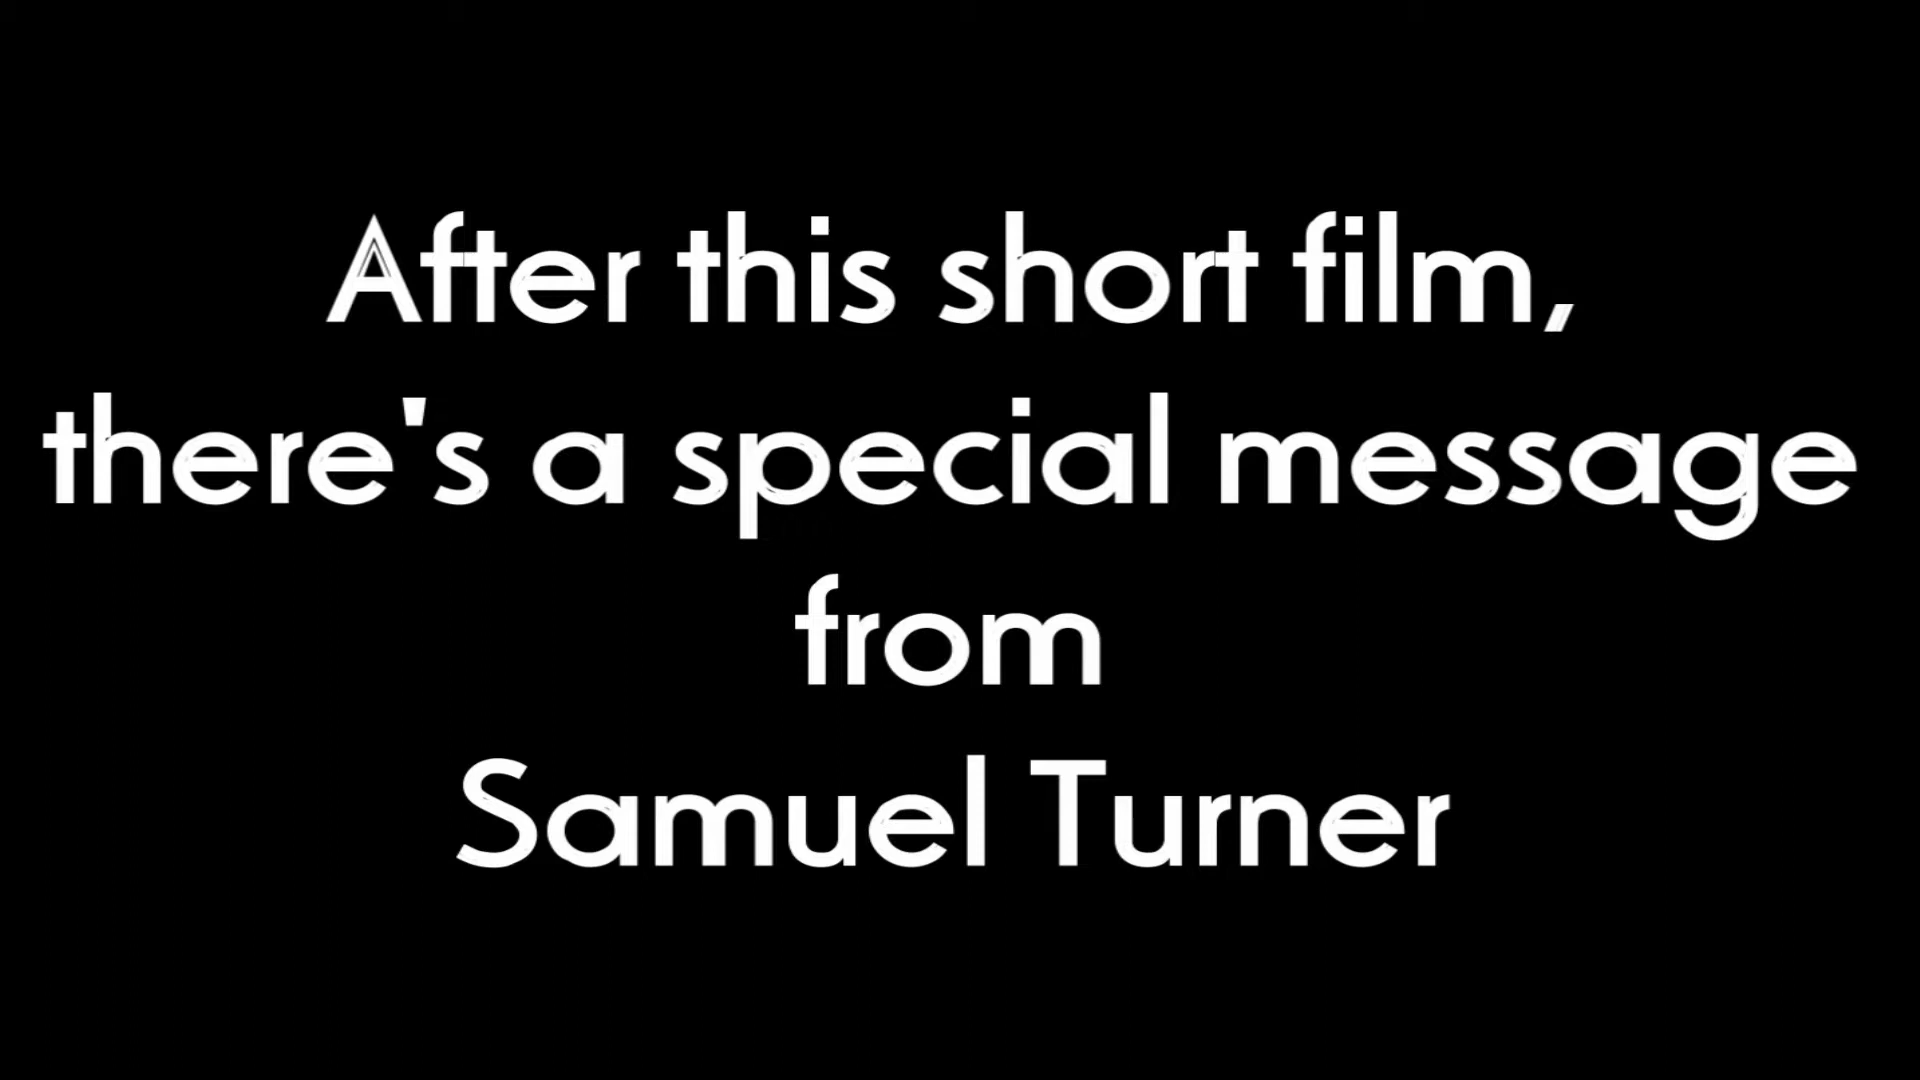 After this short film,
there's a special message
from
Samuel Turner